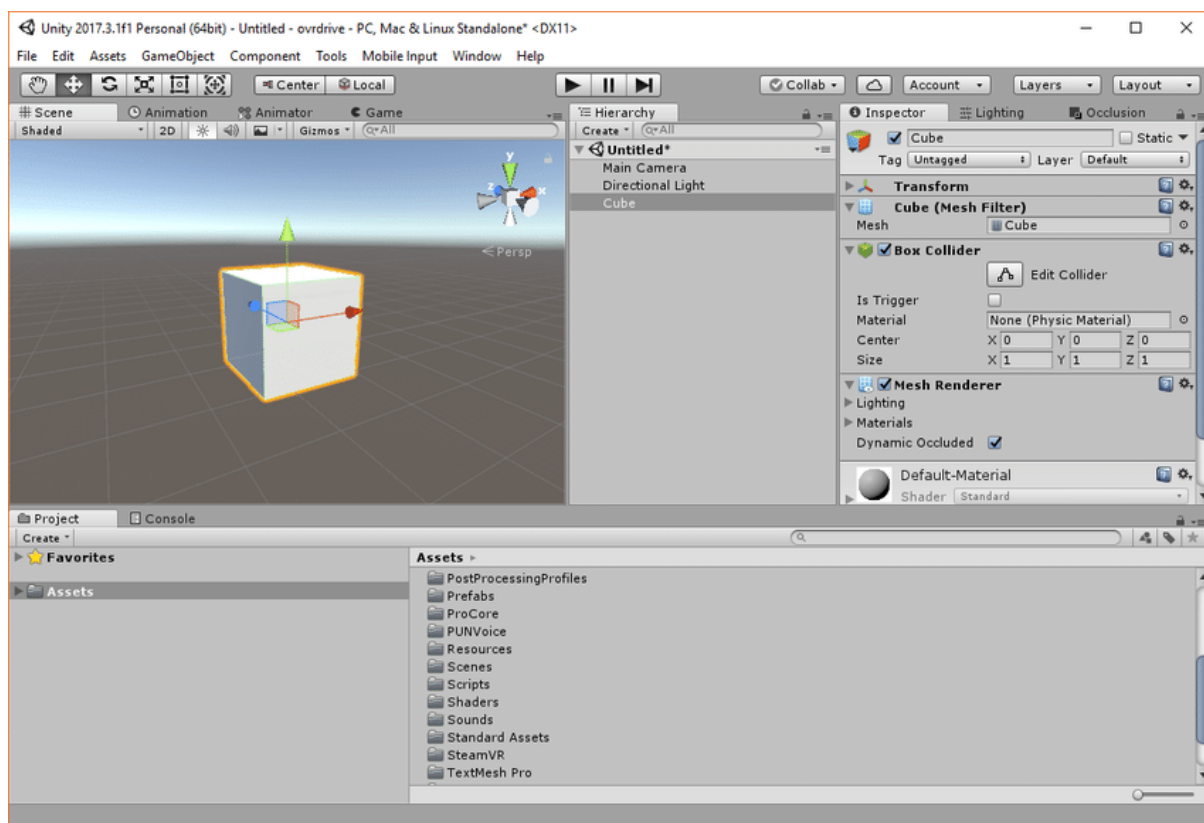 Unity 2017.3.1f1 Personal (64bit) - Untitled - ovrdrive - PC, Mac & Linux Standalone* <DX11>
File Edit Assets GameObject Component Tools Mobile Input Window Help
Center Local Collab Account Layers Layout
Scene Animation Animator Game
Shaded 2D Gizmos All
y
z x
Persp
Hierarchy
Create All
Untitled*
Main Camera
Directional Light
Cube
Inspector Lighting Occlusion
Cube Static
Tag Untagged Layer Default
Transform
Cube (Mesh Filter)
Mesh Cube
Box Collider
Edit Collider
Is Trigger
Material None (Physic Material)
Center X 0 Y 0 Z 0
Size X 1 Y 1 Z 1
Mesh Renderer
Lighting
Materials
Dynamic Occluded
Default-Material
Shader Standard
Project Console
Create
Favorites
Assets
Assets
PostProcessingProfiles
Prefabs
ProCore
PUNVoice
Resources
Scenes
Scripts
Shaders
Sounds
Standard Assets
SteamVR
TextMesh Pro